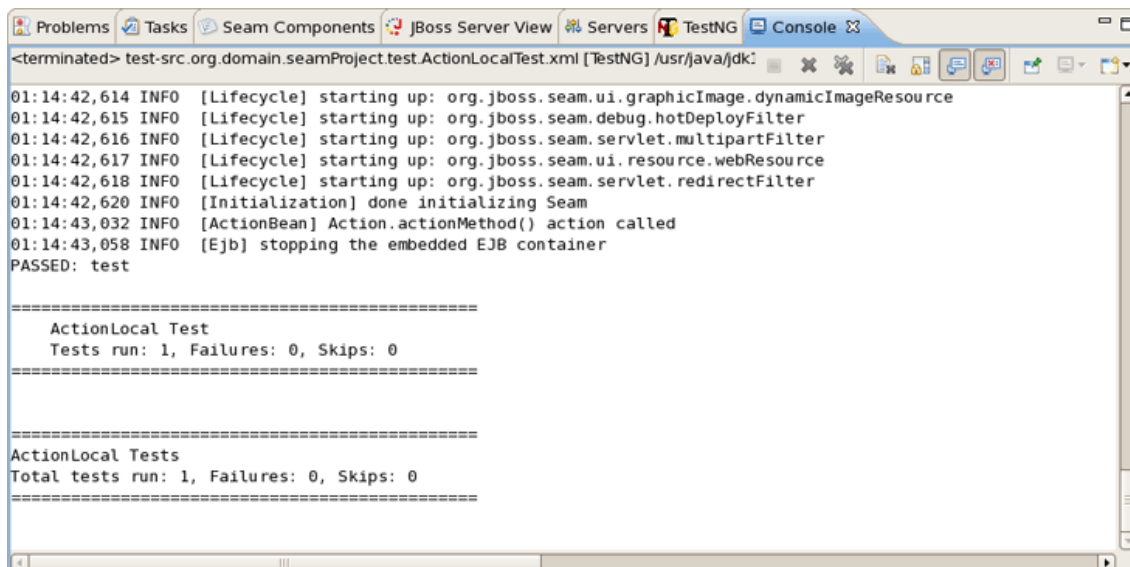 Problems Tasks Seam Components JBoss Server View Servers TestNG Console
<terminated> test-src.org.domain.seamProject.test.ActionLocalTest.xml [TestNG] /usr/java/jdk1
01:14:42,614 INFO  [Lifecycle] starting up: org.jboss.seam.ui.graphicImage.dynamicImageResource
01:14:42,615 INFO  [Lifecycle] starting up: org.jboss.seam.debug.hotDeployFilter
01:14:42,616 INFO  [Lifecycle] starting up: org.jboss.seam.servlet.multipartFilter
01:14:42,617 INFO  [Lifecycle] starting up: org.jboss.seam.ui.resource.webResource
01:14:42,618 INFO  [Lifecycle] starting up: org.jboss.seam.servlet.redirectFilter
01:14:42,620 INFO  [Initialization] done initializing Seam
01:14:43,032 INFO  [ActionBean] Action.actionMethod() action called
01:14:43,058 INFO  [Ejb] stopping the embedded EJB container
PASSED: test
===============================================
    ActionLocal Test
    Tests run: 1, Failures: 0, Skips: 0
===============================================
===============================================
ActionLocal Tests
Total tests run: 1, Failures: 0, Skips: 0
===============================================